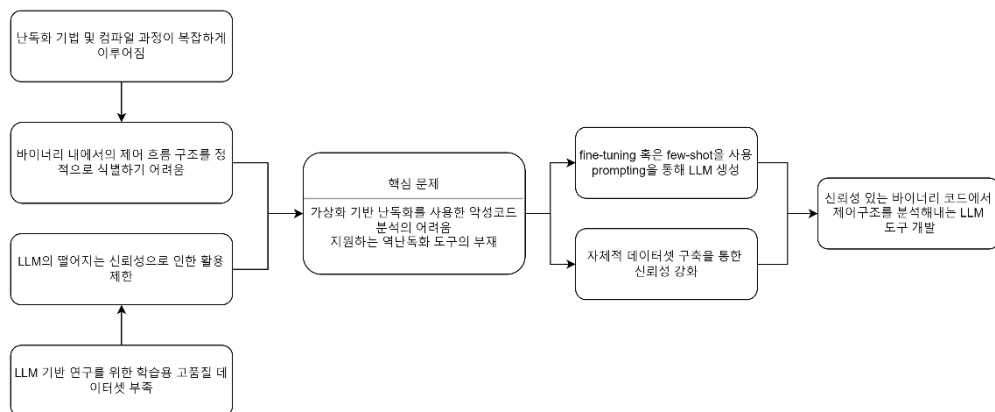 난독화 기법 및 컴파일 과정이 복잡하게
이루어짐
바이너리 내에서의 제어 흐름 구조를 정
적으로 식별하기 어려움
LLM의 떨어지는 신뢰성으로 인한 활용
제한
LLM 기반 연구를 위한 학습용 고품질 데
이터셋 부족
핵심 문제
가상화 기반 난독화를 사용한 악성코드
분석의 어려움
지원하는 역난독화 도구의 부재
fine-tuning 혹은 few-shot을 사용
prompting을 통해 LLM 생성
자체적 데이터셋 구축을 통한
신뢰성 강화
신뢰성 있는 바이너리 코드에서
제어구조를 분석해내는 LLM
도구 개발